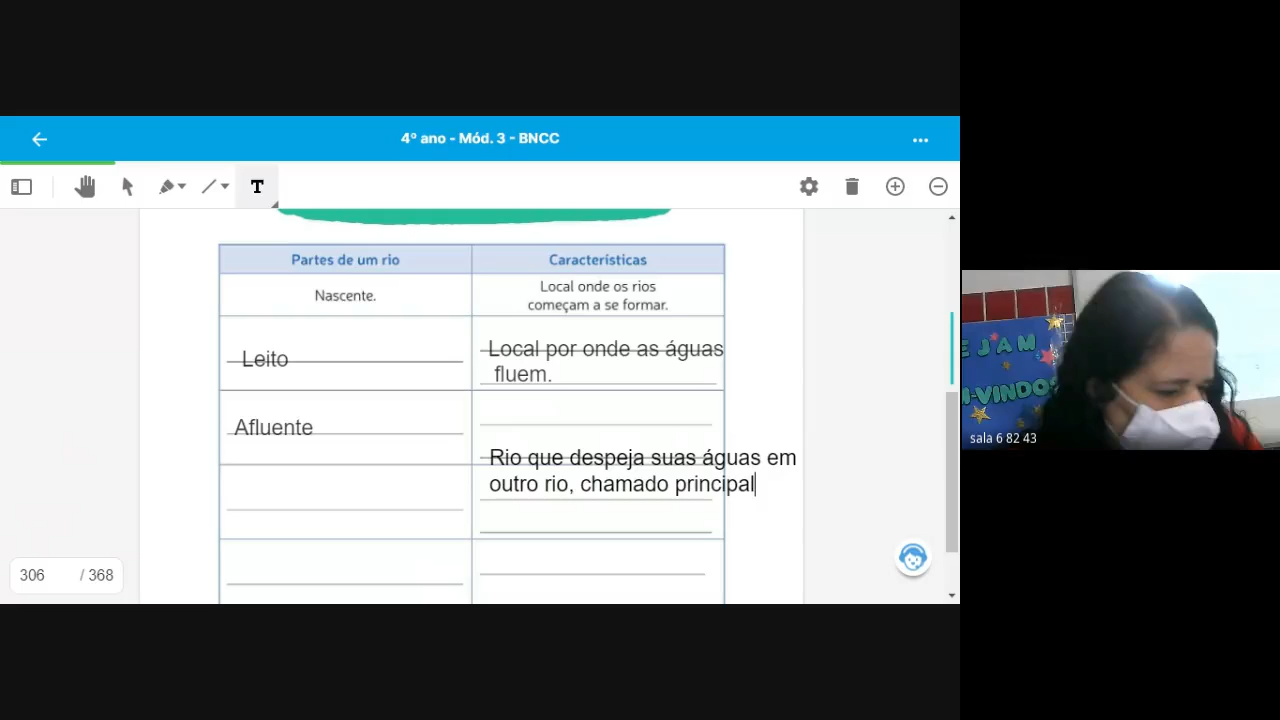 4º ano - Mód. 3 - BNCC
T
Partes de um rio
Características
Nascente.
Local onde os rios
começam a se formar.
Leito
Local por onde as águas
fluem.
Afluente
Rio que despeja suas águas em
outro rio, chamado principal
306 / 368
EJAM
M-VINDOS
sala 6 82 43